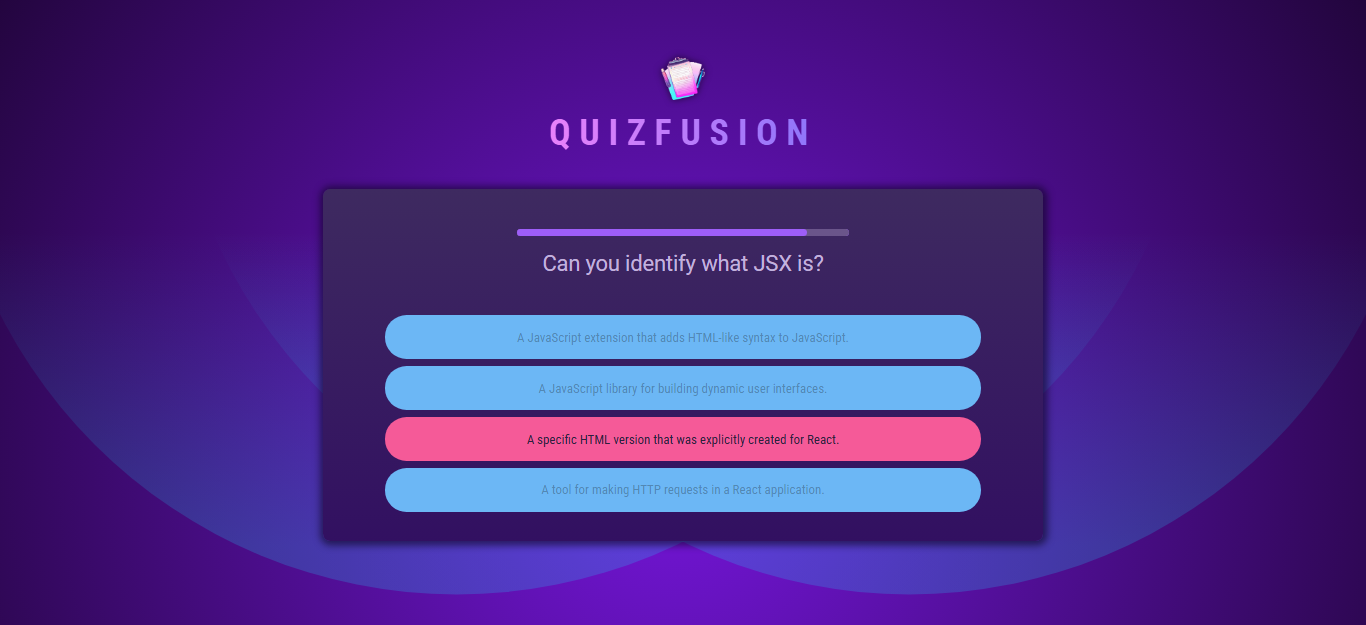 QUIZFUSION
Can you identify what JSX is?
A JavaScript extension that adds HTML-like syntax to JavaScript.
A JavaScript library for building dynamic user interfaces.
A specific HTML version that was explicitly created for React.
A tool for making HTTP requests in a React application.